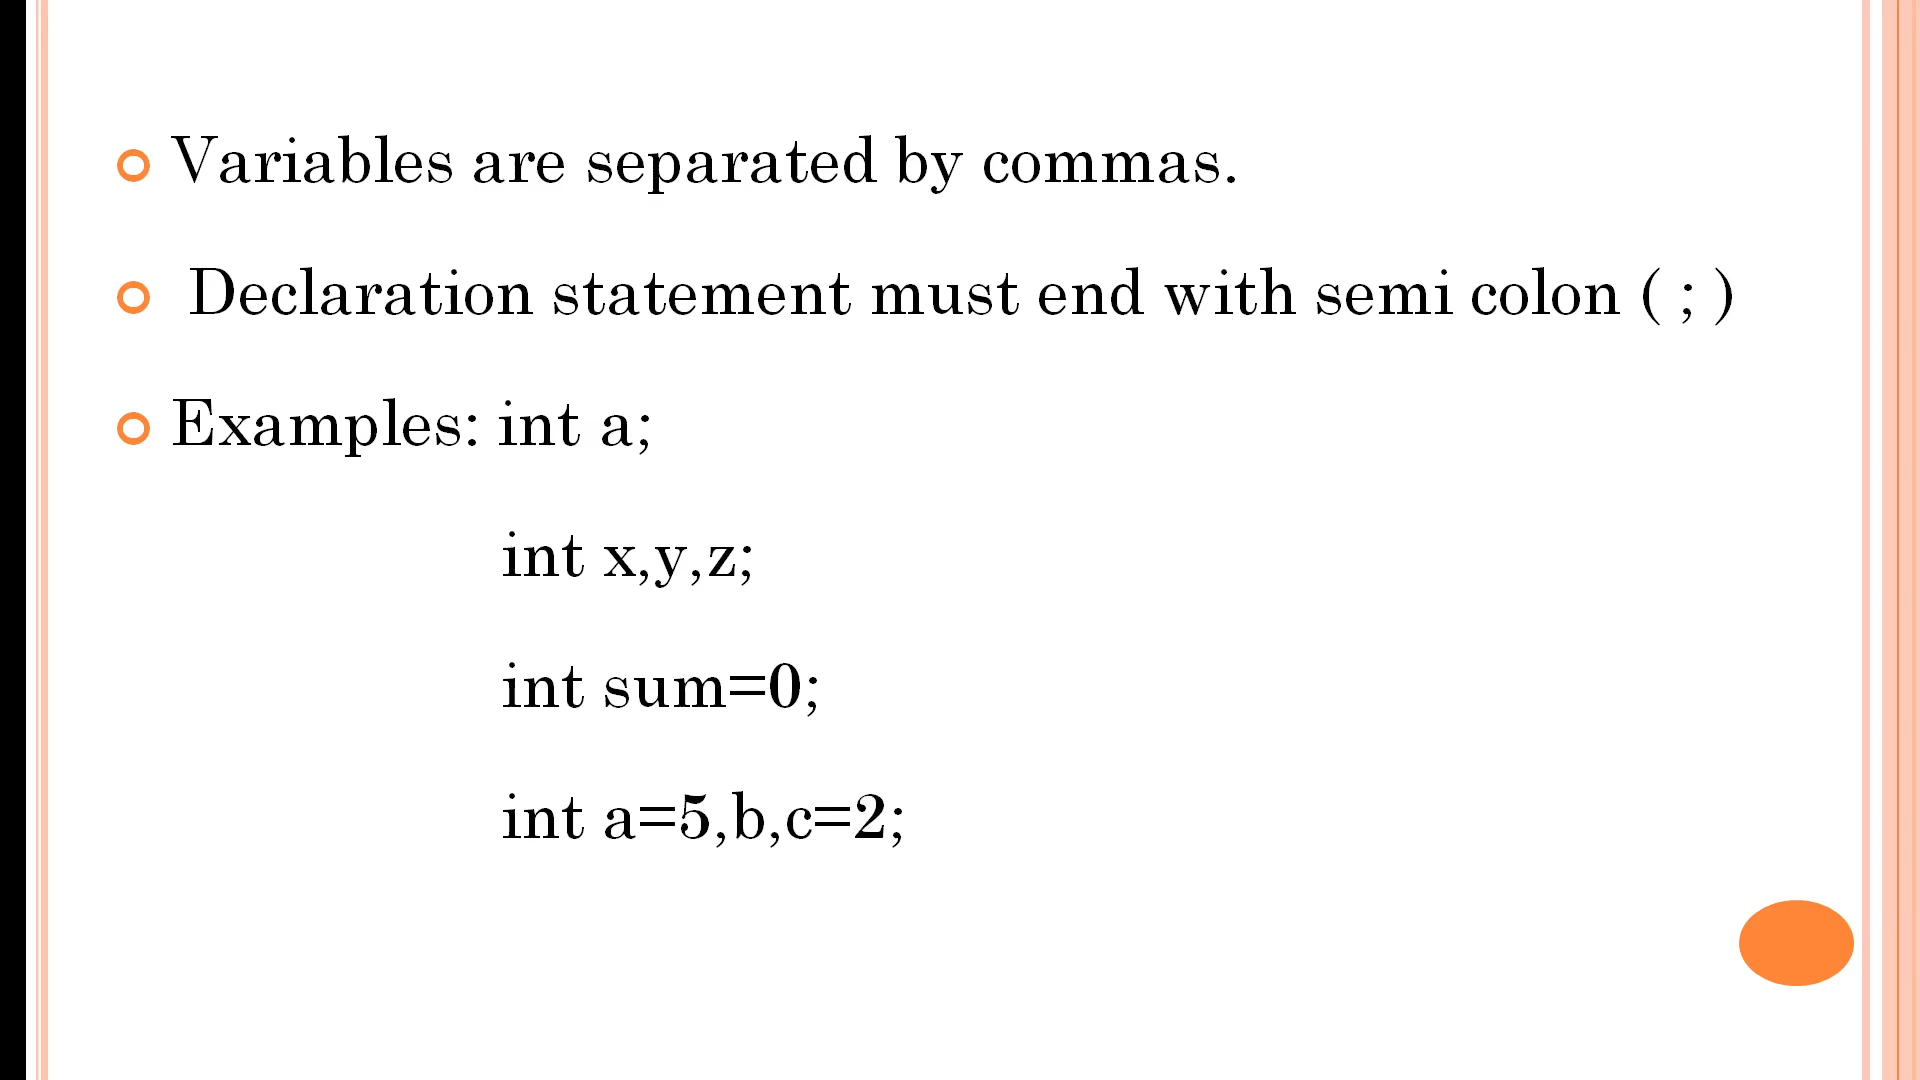 Variables are separated by commas.
Declaration statement must end with semi colon ( ; )
Examples: int a;
int x,y,z;
int sum=0;
int a=5,b,c=2;